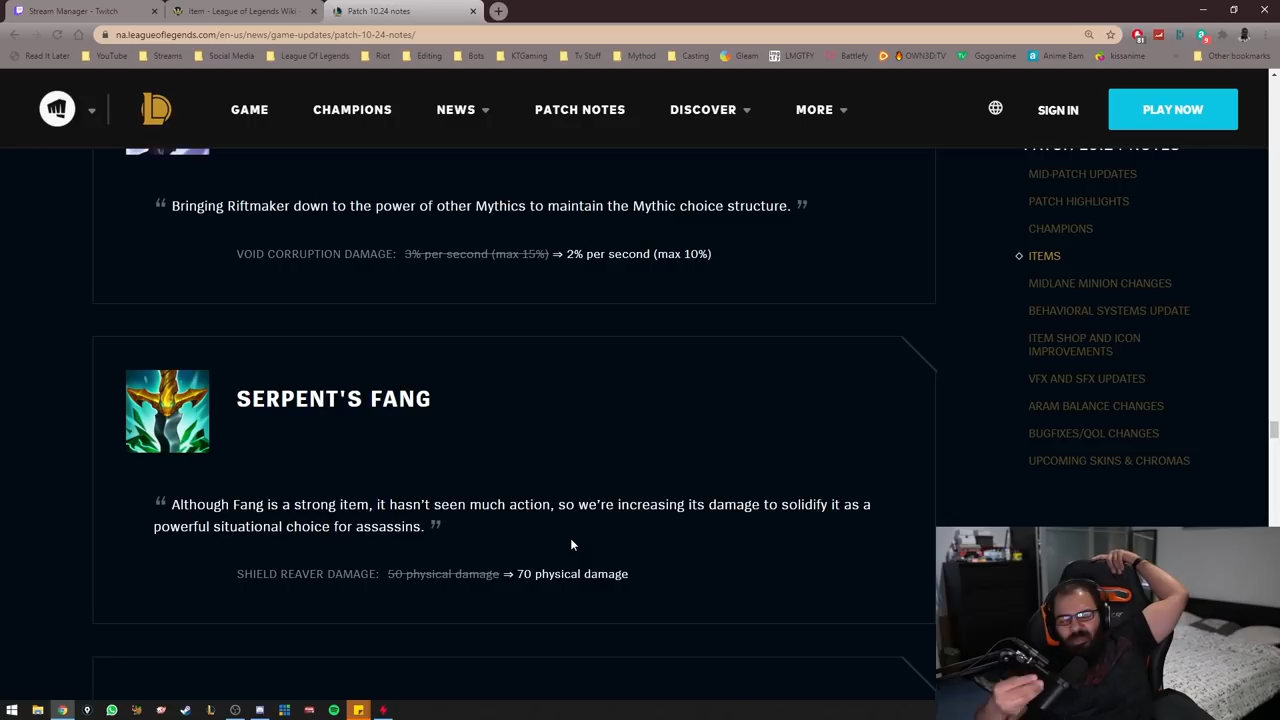 Stream Manager - Twitch
Item - League of Legends Wiki -
Patch 10.24 notes
na.leagueoflegends.com/en-us/news/game-updates/patch-10-24-notes/
Read It Later YouTube Streams Social Media League Of Legends Riot Editing Bots KTGaming Tv Stuff Mythod Casting Gleam LMGTFY Battlefy OWN3D:TV Gogoanime Anime Bam kissanime Other bookmarks
GAME CHAMPIONS NEWS PATCH NOTES DISCOVER MORE SIGN IN PLAY NOW
MID-PATCH UPDATES
PATCH HIGHLIGHTS
CHAMPIONS
ITEMS
MIDLANE MINION CHANGES
BEHAVIORAL SYSTEMS UPDATE
ITEM SHOP AND ICON
IMPROVEMENTS
VFX AND SFX UPDATES
ARAM BALANCE CHANGES
BUGFIXES/QOL CHANGES
UPCOMING SKINS & CHROMAS
“ Bringing Riftmaker down to the power of other Mythics to maintain the Mythic choice structure. ”
VOID CORRUPTION DAMAGE: 3% per second (max 15%) ⇒ 2% per second (max 10%)
SERPENT'S FANG
“ Although Fang is a strong item, it hasn’t seen much action, so we’re increasing its damage to solidify it as a
powerful situational choice for assassins. ”
SHIELD REAVER DAMAGE: 50 physical damage ⇒ 70 physical damage